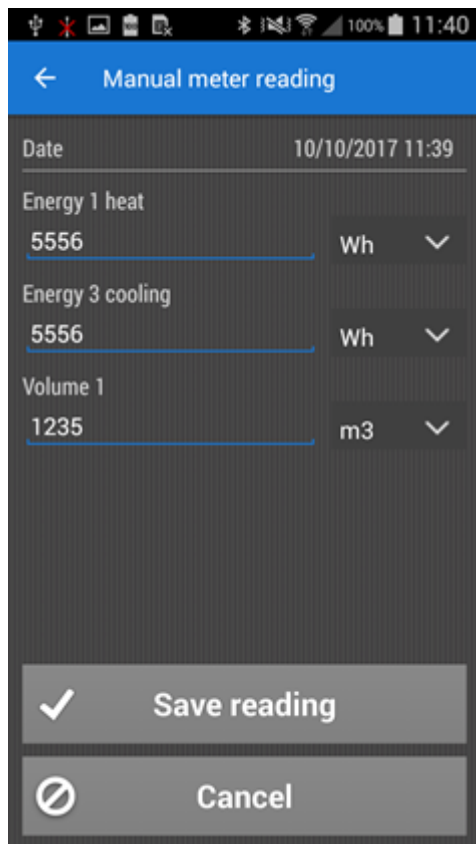 100% 11:40
Manual meter reading
Date 10/10/2017 11:39
Energy 1 heat
5556 Wh
Energy 3 cooling
5556 Wh
Volume 1
1235 m3
Save reading
Cancel